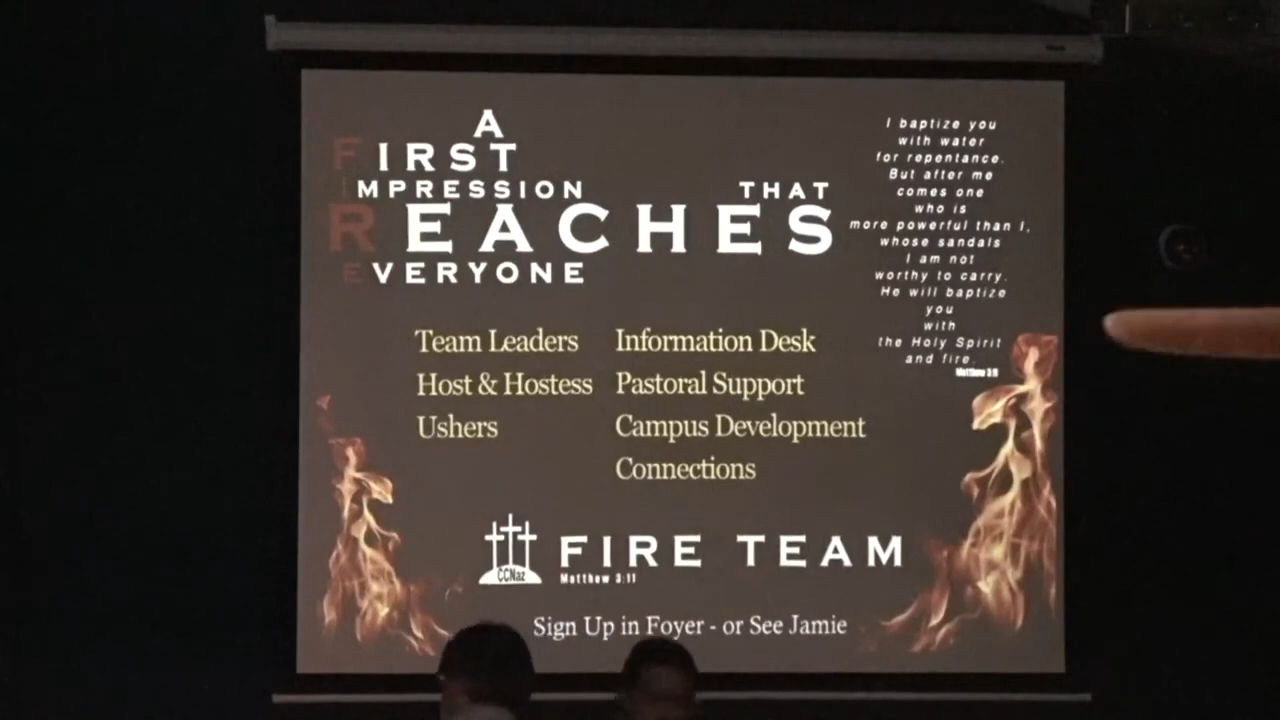 A
FIRST
IMPRESSION THAT
REACHES
EVERYONE
I baptize you
with water
for repentance.
But after me
comes one
who is
more powerful than I,
whose sandals
I am not
worthy to carry.
He will baptize
you
with
the Holy Spirit
and fire.
Matthew 3:11
Team Leaders
Host & Hostess
Ushers
Information Desk
Pastoral Support
Campus Development
Connections
CCNaz
FIRE TEAM
Matthew 3:11
Sign Up in Foyer - or See Jamie